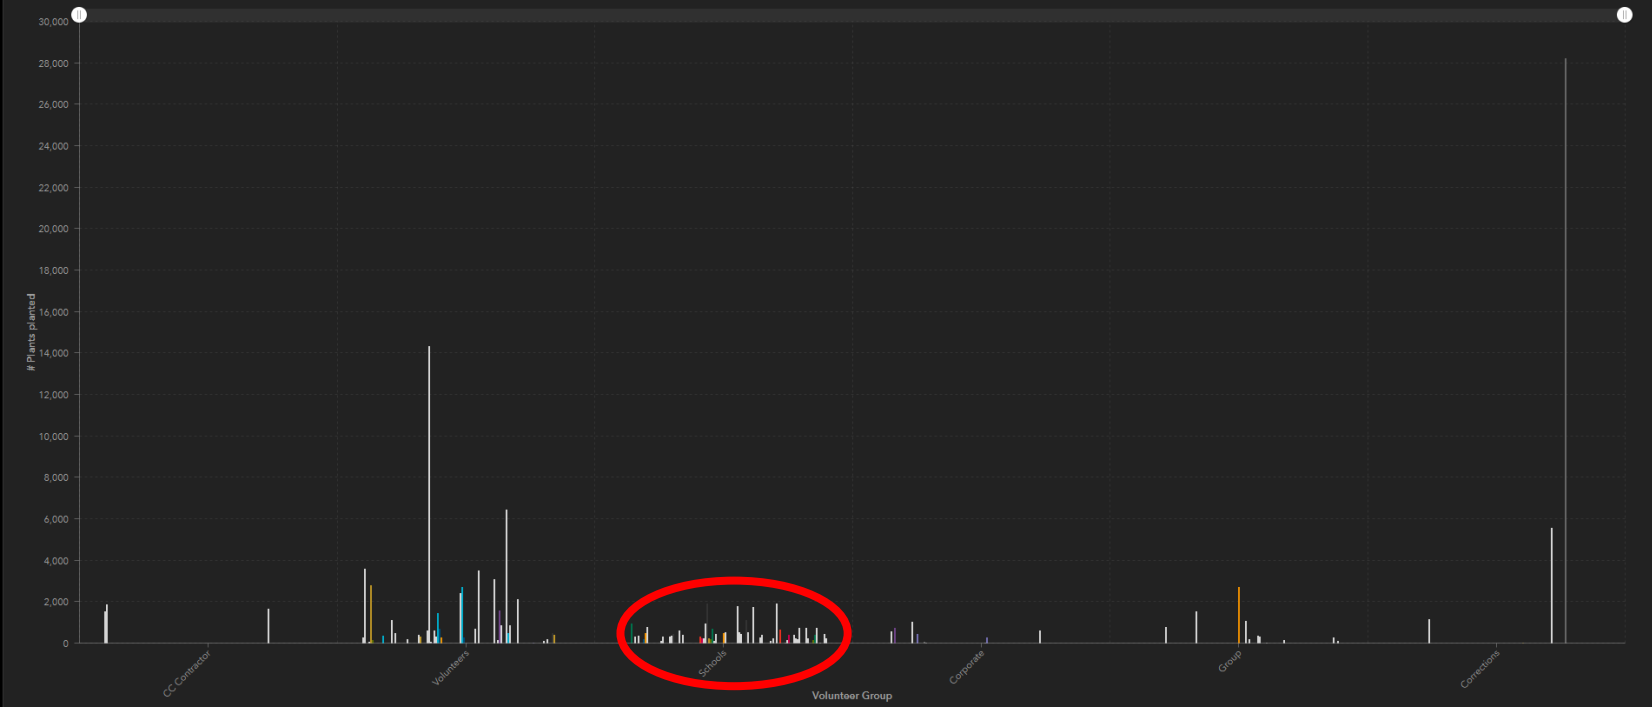 30,000
28,000
26,000
24,000
22,000
20,000
18,000
16,000
14,000
12,000
10,000
8,000
6,000
4,000
2,000
0
# Plants planted
CC Contractor
Volunteers
Schools
Corporate
Group
Corrections
Volunteer Group